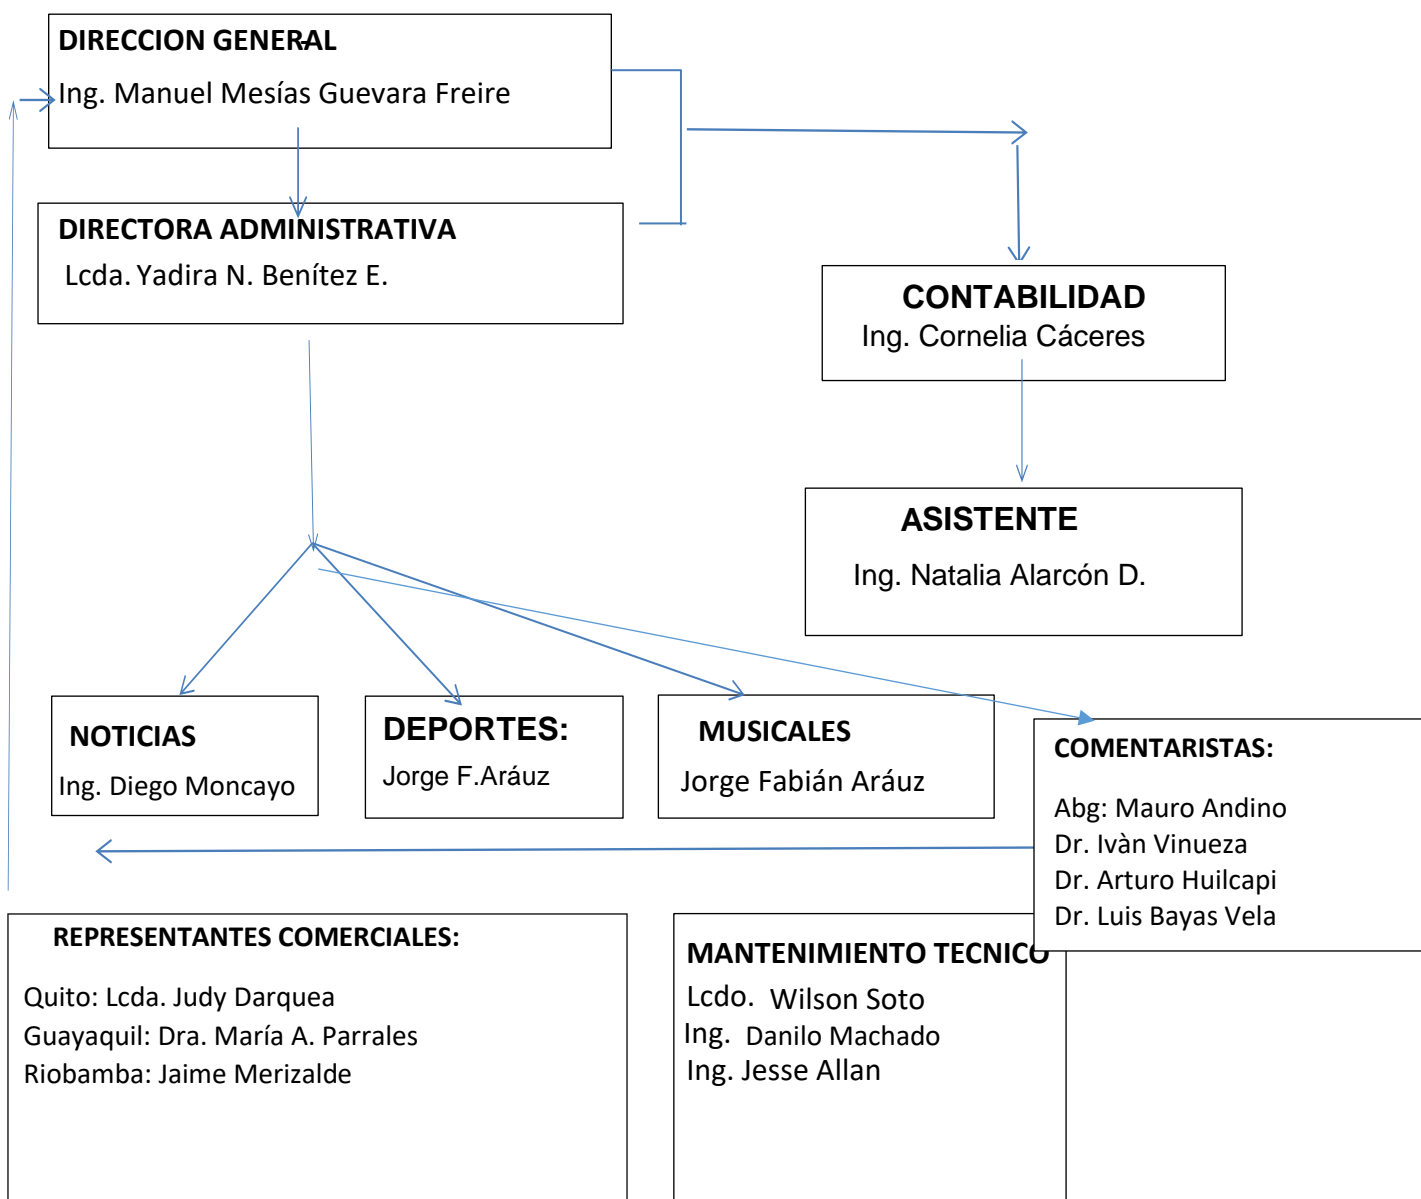 DIRECCION GENERAL
Ing. Manuel Mesías Guevara Freire
DIRECTORA ADMINISTRATIVA
Lcda. Yadira N. Benítez E.
CONTABILIDAD
Ing. Cornelia Cáceres
ASISTENTE
Ing. Natalia Alarcón D.
NOTICIAS
Ing. Diego Moncayo
DEPORTES:
Jorge F.Aráuz
MUSICALES
Jorge Fabián Aráuz
COMENTARISTAS:
Abg: Mauro Andino
Dr. Ivàn Vinueza
Dr. Arturo Huilcapi
Dr. Luis Bayas Vela
REPRESENTANTES COMERCIALES:
Quito: Lcda. Judy Darquea
Guayaquil: Dra. María A. Parrales
Riobamba: Jaime Merizalde
MANTENIMIENTO TECNICO
Lcdo. Wilson Soto
Ing. Danilo Machado
Ing. Jesse Allan